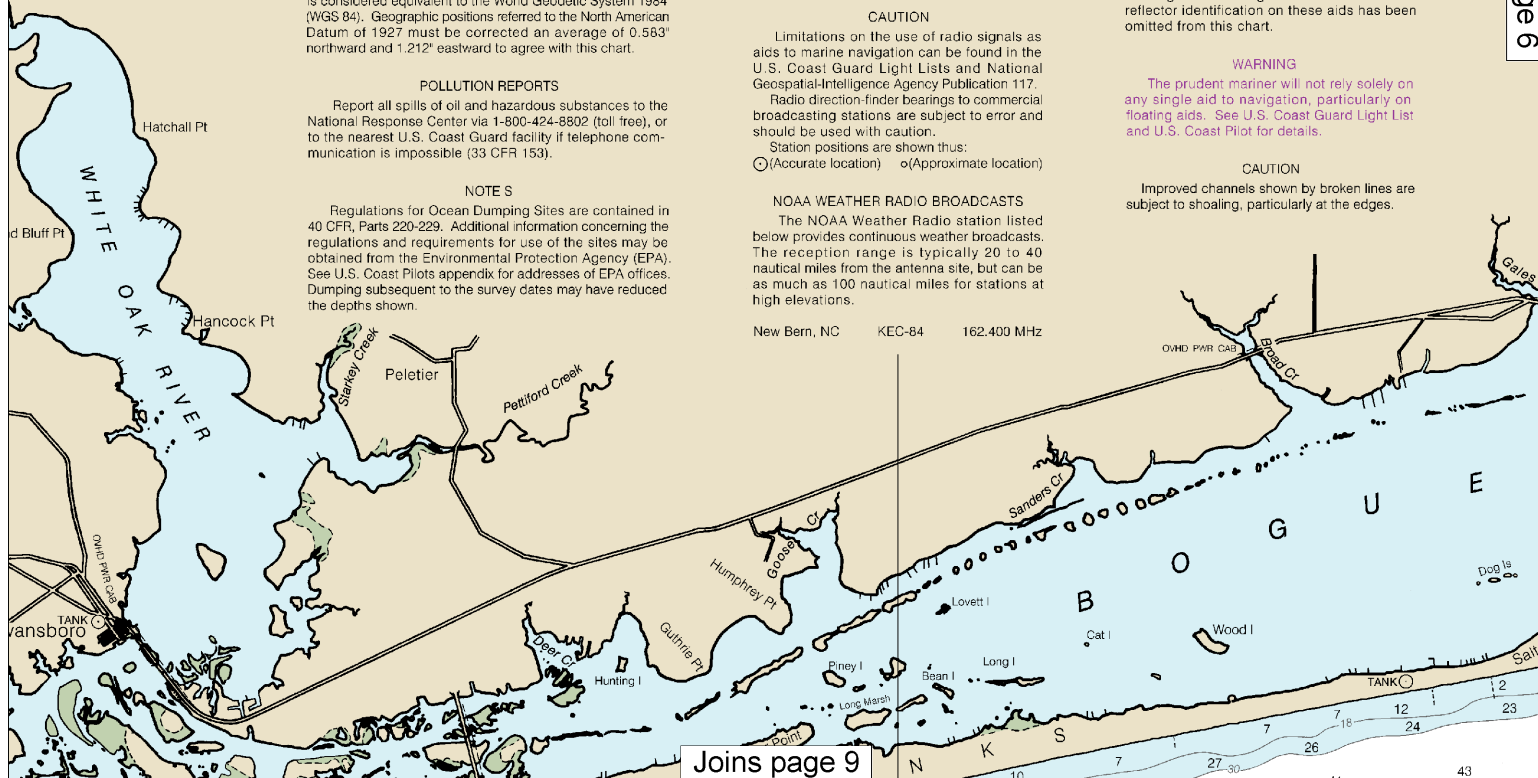 is considered equivalent to the World Geodetic System 1984
(WGS 84). Geographic positions referred to the North American
Datum of 1927 must be corrected an average of 0.583"
northward and 1.212" eastward to agree with this chart.
POLLUTION REPORTS
Report all spills of oil and hazardous substances to the
National Response Center via 1-800-424-8802 (toll free), or
to the nearest U.S. Coast Guard facility if telephone com-
munication is impossible (33 CFR 153).
NOTE S
Regulations for Ocean Dumping Sites are contained in
40 CFR, Parts 220-229. Additional information concerning the
regulations and requirements for use of the sites may be
obtained from the Environmental Protection Agency (EPA).
See U.S. Coast Pilots appendix for addresses of EPA offices.
Dumping subsequent to the survey dates may have reduced
the depths shown.
CAUTION
Limitations on the use of radio signals as
aids to marine navigation can be found in the
U.S. Coast Guard Light Lists and National
Geospatial-Intelligence Agency Publication 117.
Radio direction-finder bearings to commercial
broadcasting stations are subject to error and
should be used with caution.
Station positions are shown thus:
(Accurate location) o(Approximate location)
NOAA WEATHER RADIO BROADCASTS
The NOAA Weather Radio station listed
below provides continuous weather broadcasts.
The reception range is typically 20 to 40
nautical miles from the antenna site, but can be
as much as 100 nautical miles for stations at
high elevations.
New Bern, NC KEC-84 162.400 MHz
reflector identification on these aids has been
omitted from this chart.
WARNING
The prudent mariner will not rely solely on
any single aid to navigation, particularly on
floating aids. See U.S. Coast Guard Light List
and U.S. Coast Pilot for details.
CAUTION
Improved channels shown by broken lines are
subject to shoaling, particularly at the edges.
ge 6
Hatchall Pt
WHITE OAK RIVER
d Bluff Pt
Hancock Pt
Starkey Creek
Peletier
Pettiford Creek
OVHD PWR CAB
Broad Cr
Gales
Sanders Cr
Goose Cr
Humphrey Pt
Guthrie Pt
OVHD PWR CAB
TANK
vansboro
Deer Cr
Hunting I
BOGUE
Dog Is
Lovett I
Cat I
Wood I
Piney I
Bean I
Long I
Long Marsh
Point
N K S
TANK
Salt
2
12
23
7
18
24
7
26
7
27
30
10
43
Joins page 9